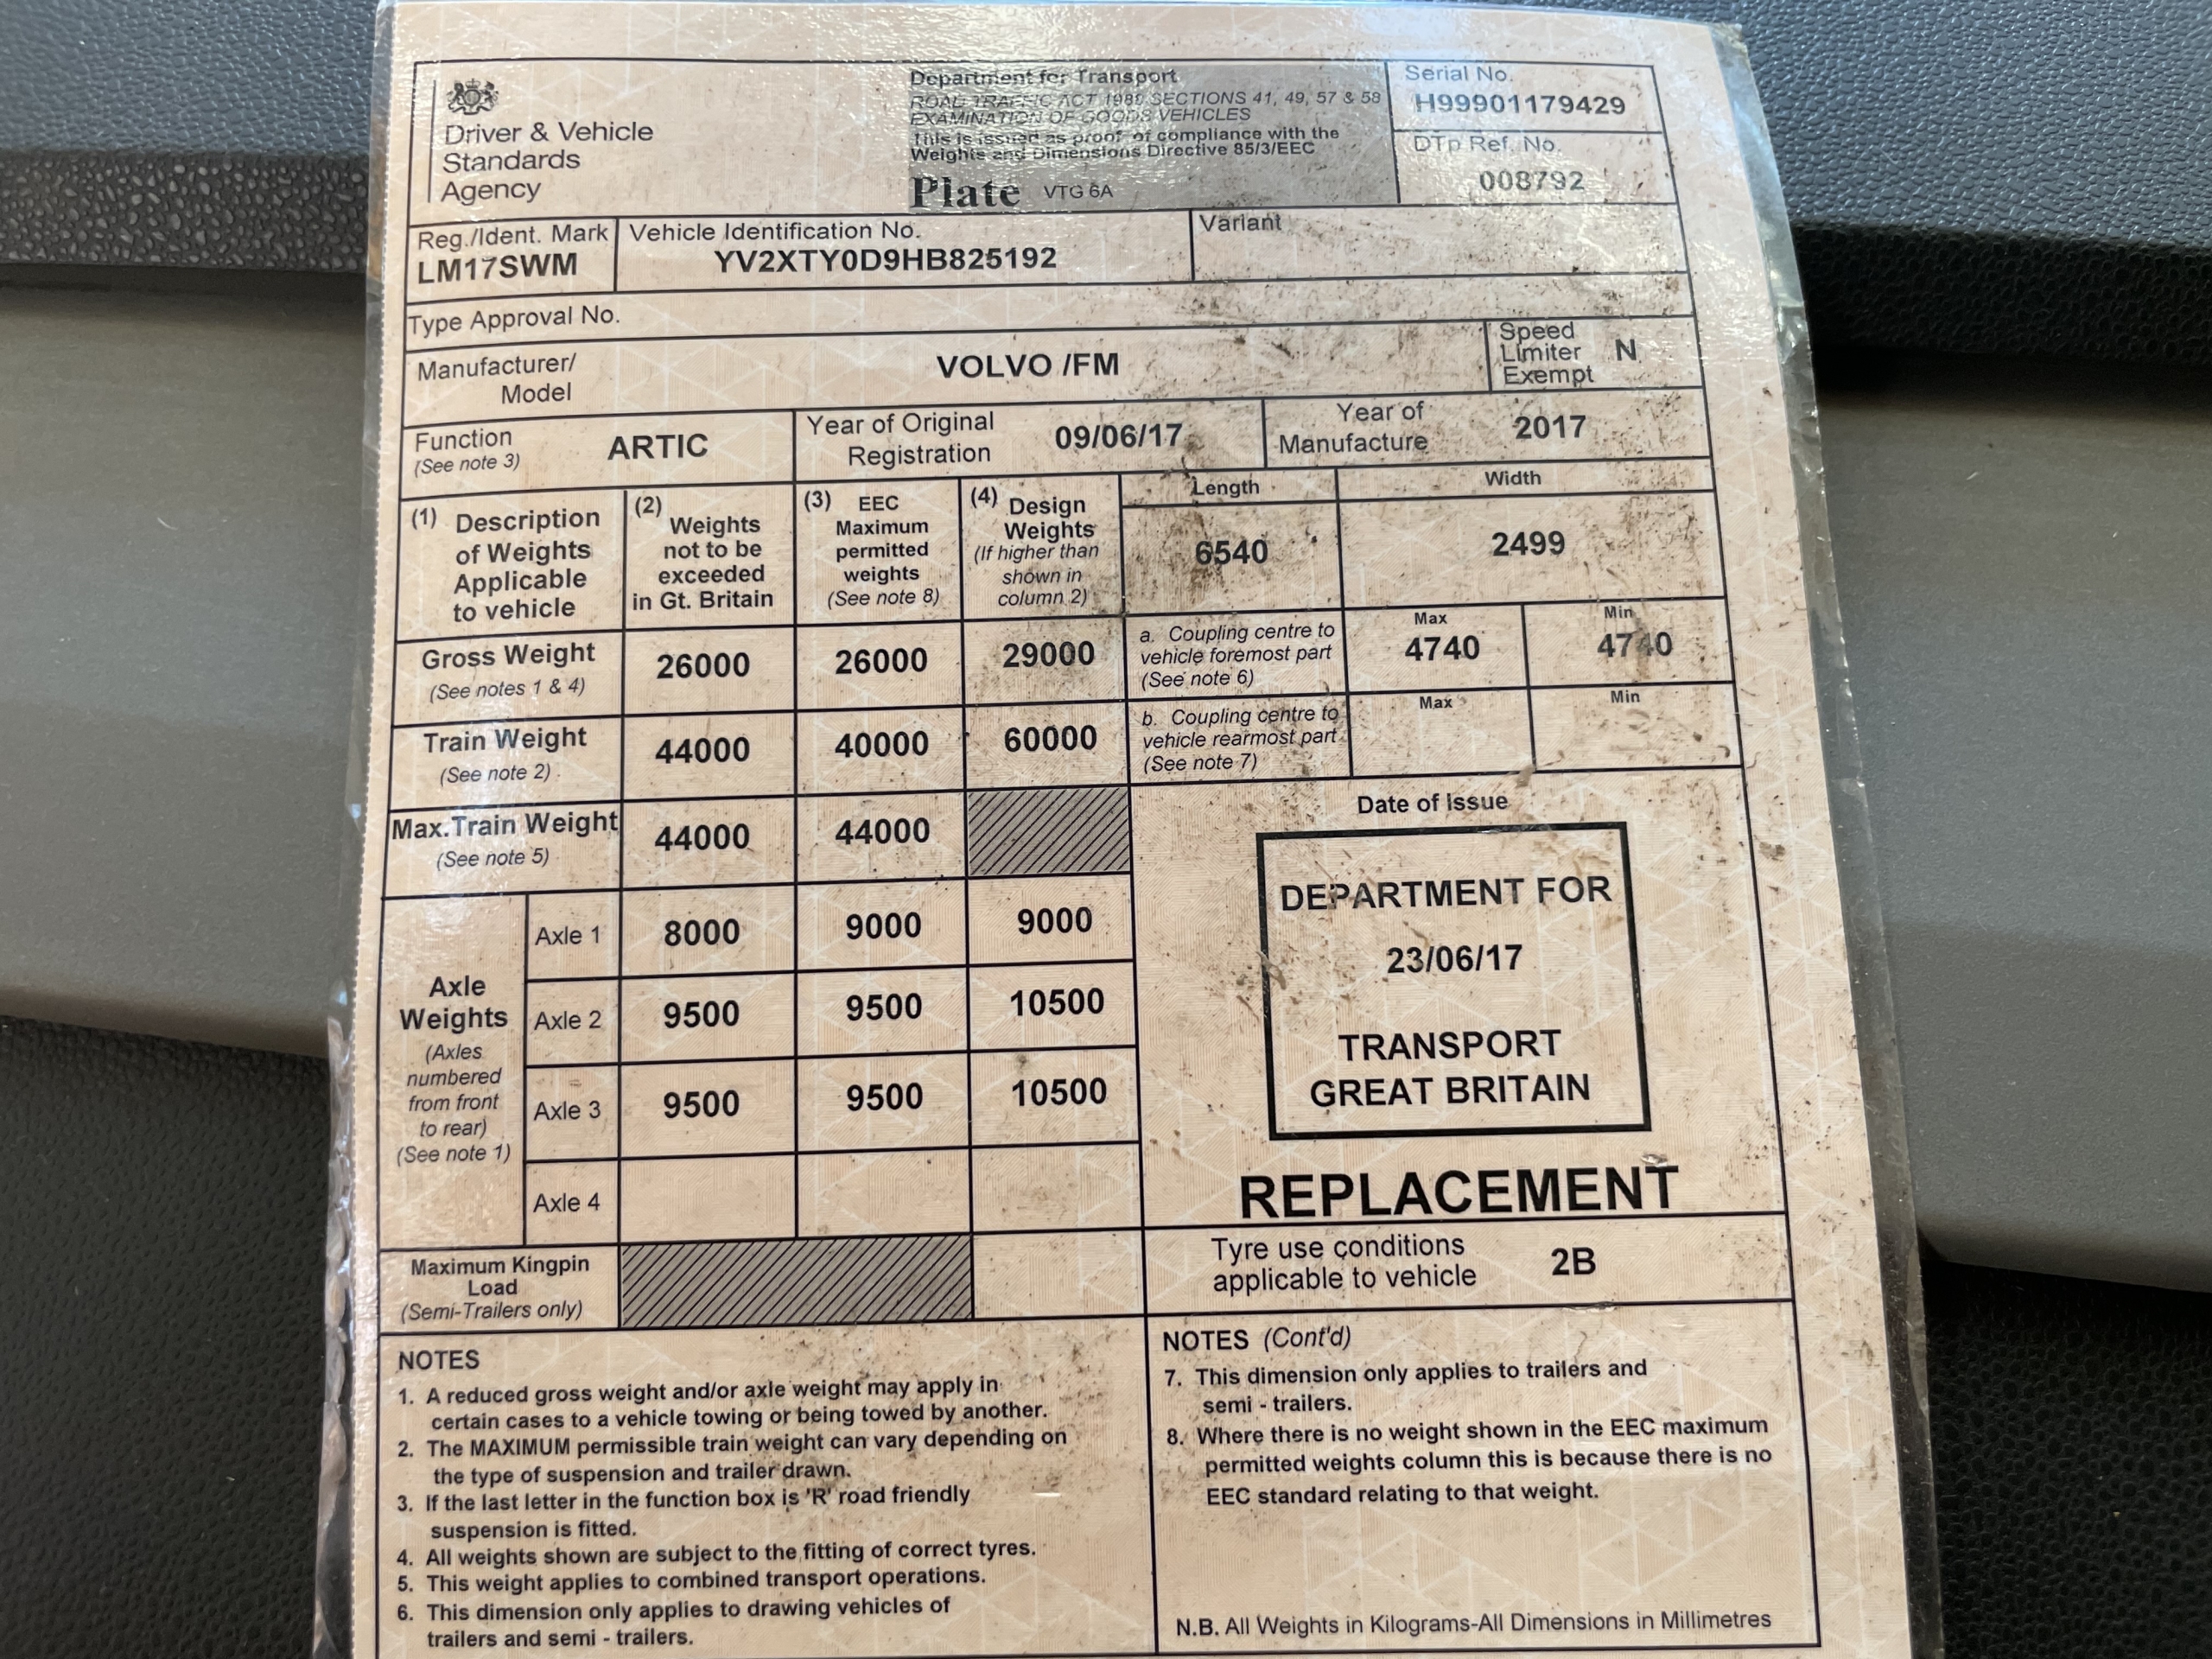 Driver & Vehicle
Standards
Agency
Department for Transport
ROAD TRAFFIC ACT 1988 SECTIONS 41, 49, 57 & 58
EXAMINATION OF GOODS VEHICLES
This is issued as proof of compliance with the
Weights and Dimensions Directive 85/3/EEC
Plate VTG 6A
Serial No.
H99901179429
DTp Ref. No.
008792
Reg./Ident. Mark
LM17SWM
Vehicle Identification No.
YV2XTY0D9HB825192
Variant
Type Approval No.
Manufacturer/
Model
VOLVO /FM
Speed
Limiter
Exempt
N
Function
(See note 3)
ARTIC
Year of Original
Registration
09/06/17
Year of
Manufacture
2017
(1) Description
of Weights
Applicable
to vehicle
(2)
Weights
not to be
exceeded
in Gt. Britain
(3) EEC
Maximum
permitted
weights
(See note 8)
(4) Design
Weights
(If higher than
shown in
column 2)
Length
6540
Width
2499
Gross Weight
(See notes 1 & 4)
26000
26000
29000
a. Coupling centre to
vehicle foremost part
(See note 6)
Max
4740
Min
4740
Train Weight
(See note 2)
44000
40000
60000
b. Coupling centre to
vehicle rearmost part
(See note 7)
Max
Min
Max.Train Weight
(See note 5)
44000
44000
Date of Issue
DEPARTMENT FOR
23/06/17
TRANSPORT
GREAT BRITAIN
REPLACEMENT
Axle
Weights
(Axles
numbered
from front
to rear)
(See note 1)
Axle 1
8000
9000
9000
Axle 2
9500
9500
10500
Axle 3
9500
9500
10500
Axle 4
Maximum Kingpin
Load
(Semi-Trailers only)
Tyre use conditions
applicable to vehicle
2B
NOTES
1. A reduced gross weight and/or axle weight may apply in
certain cases to a vehicle towing or being towed by another.
2. The MAXIMUM permissible train weight can vary depending on
the type of suspension and trailer drawn.
3. If the last letter in the function box is 'R' road friendly
suspension is fitted.
4. All weights shown are subject to the fitting of correct tyres.
5. This weight applies to combined transport operations.
6. This dimension only applies to drawing vehicles of
trailers and semi - trailers.
NOTES (Cont'd)
7. This dimension only applies to trailers and
semi - trailers.
8. Where there is no weight shown in the EEC maximum
permitted weights column this is because there is no
EEC standard relating to that weight.
N.B. All Weights in Kilograms-All Dimensions in Millimetres